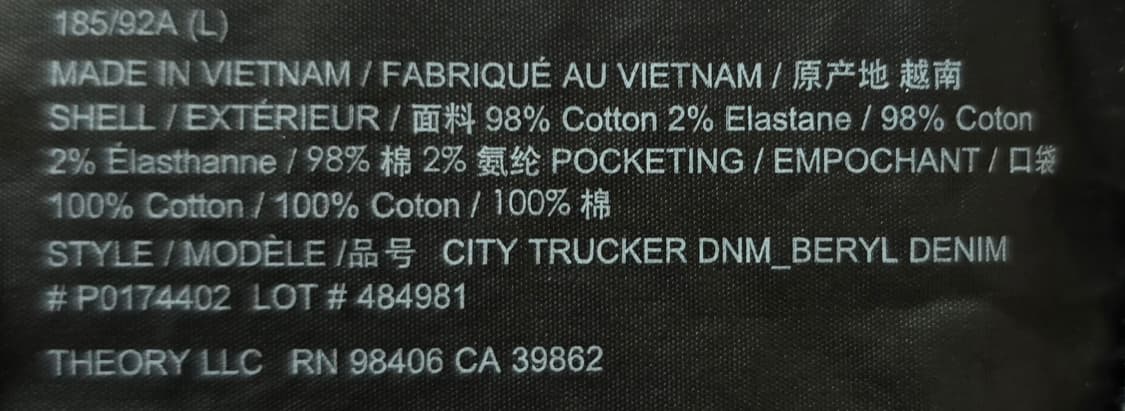 185/92A (L)
MADE IN VIETNAM / FABRIQUÉ AU VIETNAM / 原产地 越南
SHELL / EXTÉRIEUR / 面料 98% Cotton 2% Elastane / 98% Coton
2% Élasthanne / 98% 棉 2% 氨纶 POCKETING / EMPOCHANT / 口袋
100% Cotton / 100% Coton / 100% 棉
STYLE / MODÈLE /品号 CITY TRUCKER DNM_BERYL DENIM
# P0174402 LOT # 484981
THEORY LLC RN 98406 CA 39862